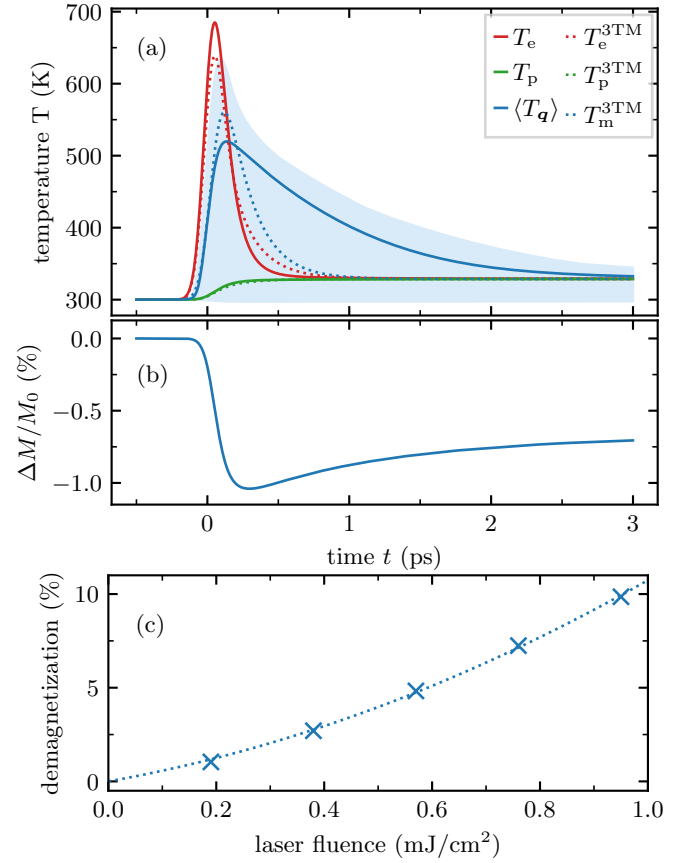 700
600
500
400
300
temperature T (K)
(a)
T_e T_e^3TM
T_p T_p^3TM
⟨T_q⟩ T_m^3TM
0.0
−0.5
−1.0
ΔM/M_0 (%)
(b)
0 1 2 3
time t (ps)
10
5
0
demagnetization (%)
(c)
0.0 0.2 0.4 0.6 0.8 1.0
laser fluence (mJ/cm²)